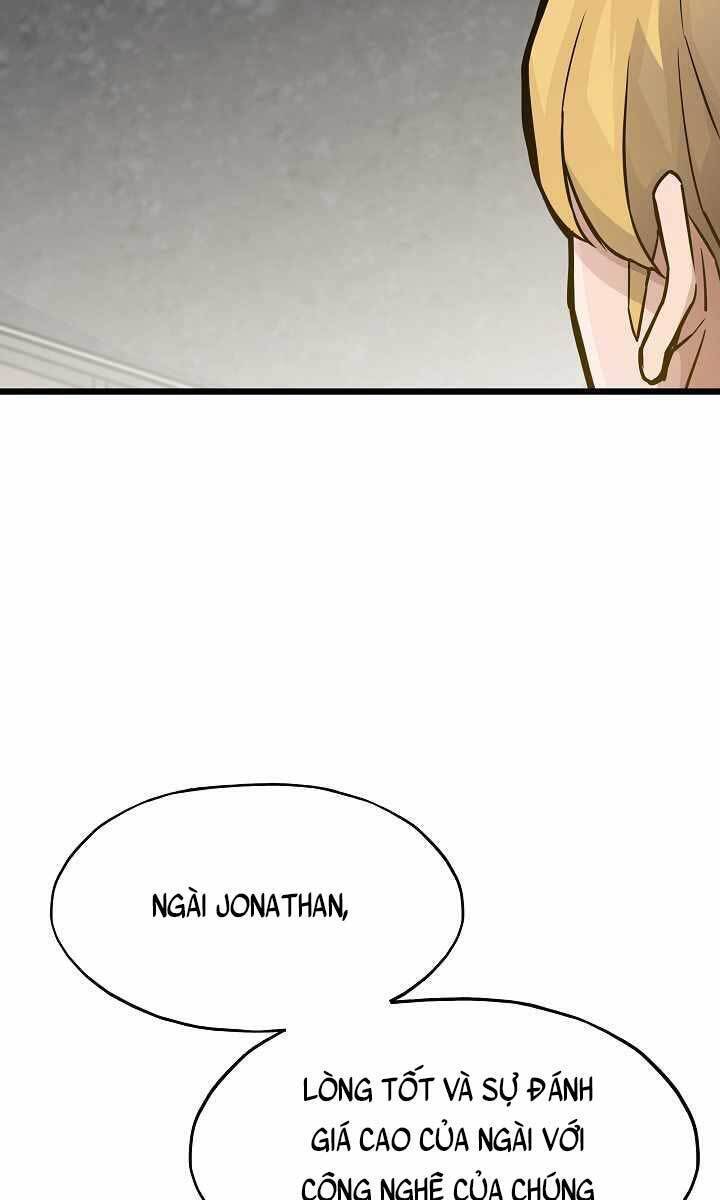 NGÀI JONATHAN,
LÒNG TỐT VÀ SỰ ĐÁNH
GIÁ CAO CỦA NGÀI VỚI
CÔNG NGHỆ CỦA CHÚNG